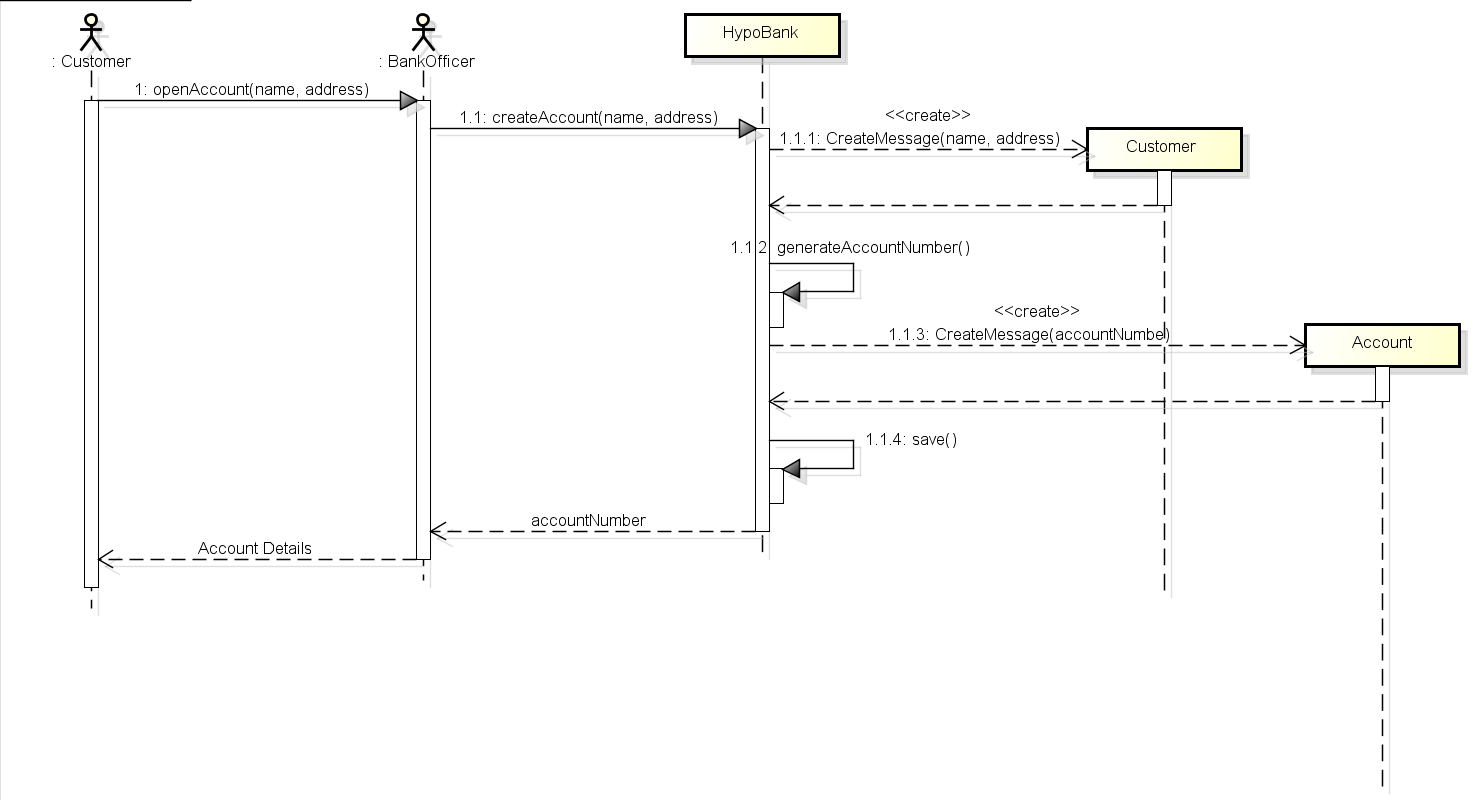 HypoBank
: Customer
: BankOfficer
1: openAccount(name, address)
1.1: createAccount(name, address)
<<create>>
1.1.1: CreateMessage(name, address)
Customer
1.1.2 generateAccountNumber()
<<create>>
1.1.3: CreateMessage(accountNumbe)
Account
1.1.4: save()
accountNumber
Account Details